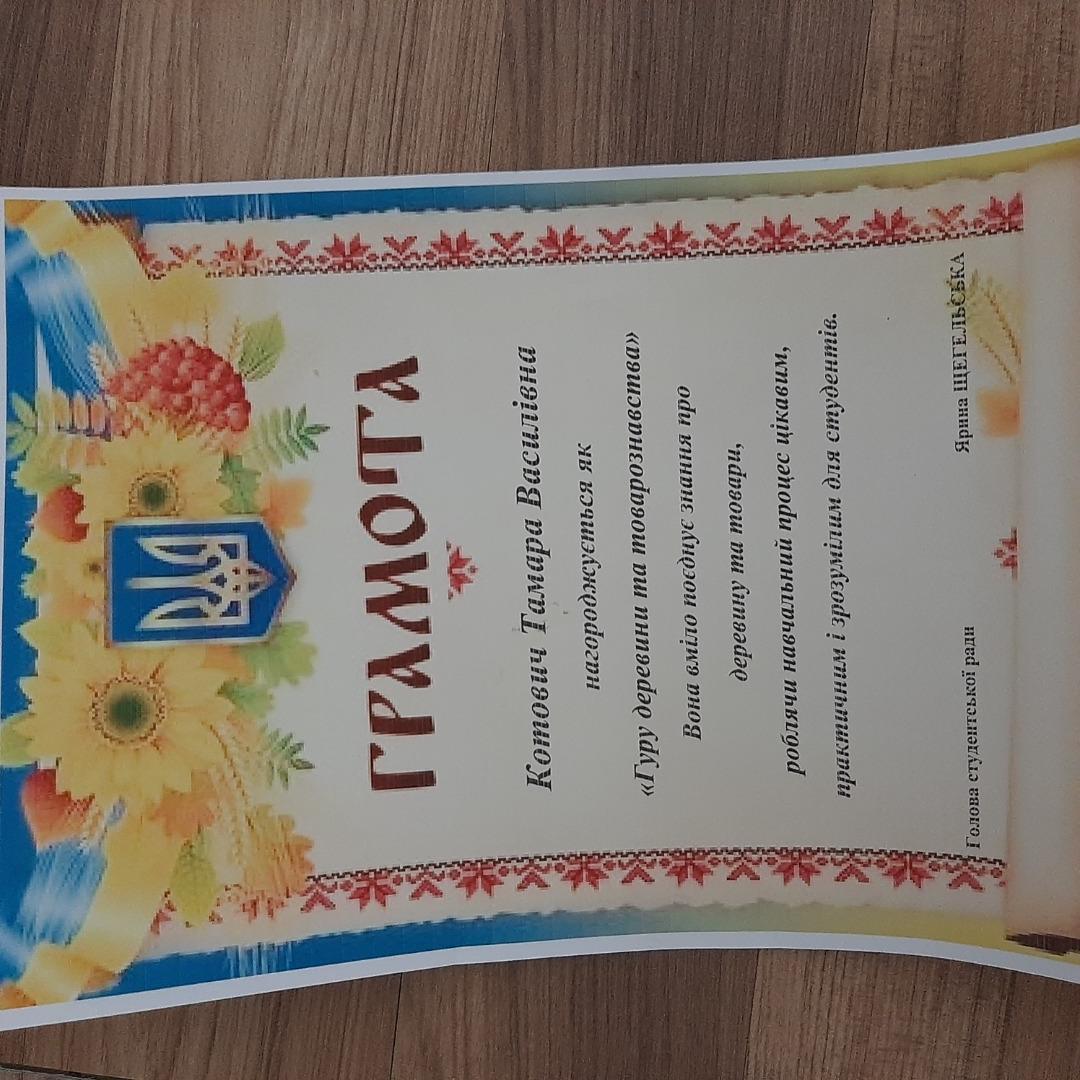 ГРАМОТА
Котович Тамара Василівна
нагороджується як
«Гуру деревини та товарознавства»
Вона вміло поєднує знання про
деревину та товари,
роблячи навчальний процес цікавим,
практичним і зрозумілим для студентів.
Голова студентської ради Ярина ЩЕГЕЛЬСЬКА